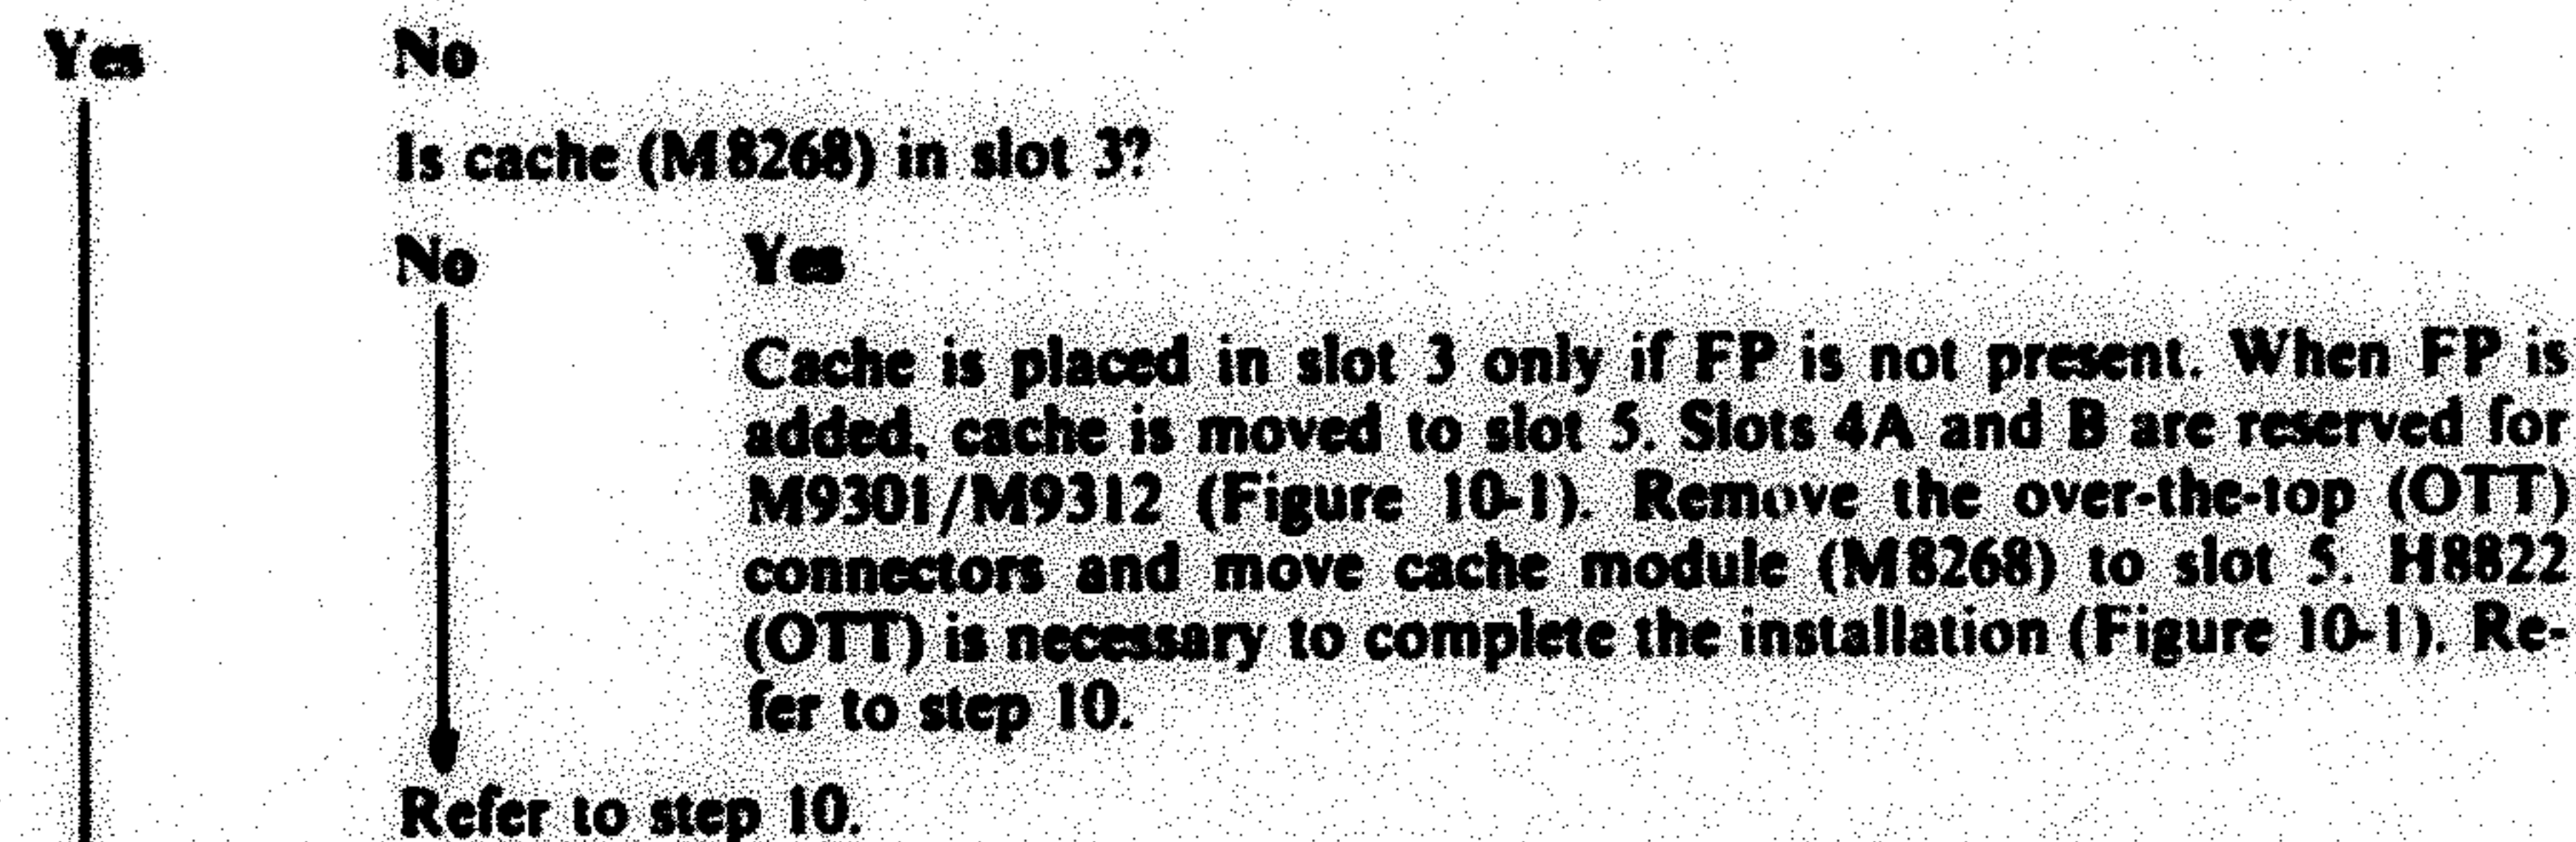 Yes No
Is cache (M8268) in slot 3?
No Yes
Cache is placed in slot 3 only if FP is not present. When FP is
added, cache is moved to slot 5. Slots 4A and B are reserved for
M9301/M9312 (Figure 10-1). Remove the over-the-top (OTT)
connectors and move cache module (M8268) to slot 5. H8822
(OTT) is necessary to complete the installation (Figure 10-1). Re-
fer to step 10.
Refer to step 10.